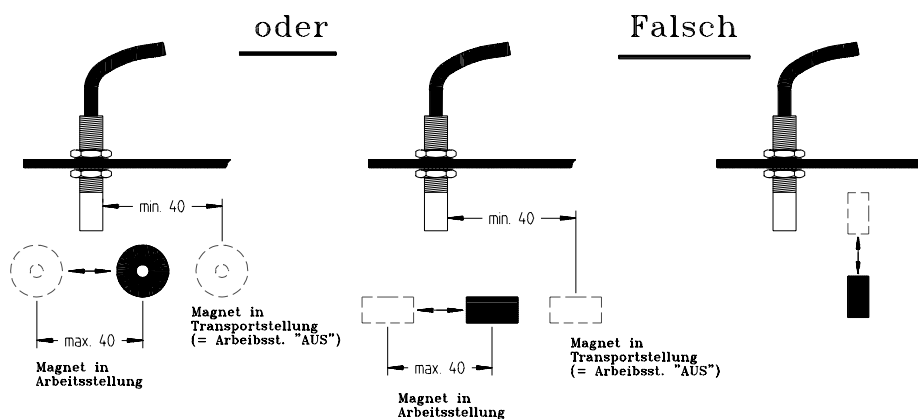 oder
Falsch
min. 40
min. 40
max. 40
Magnet in
Transportstellung
(= Arbeibsst. "AUS")
Magnet in
Arbeitsstellung
max. 40
Magnet in
Transportstellung
(= Arbeibsst. "AUS")
Magnet in
Arbeitsstellung